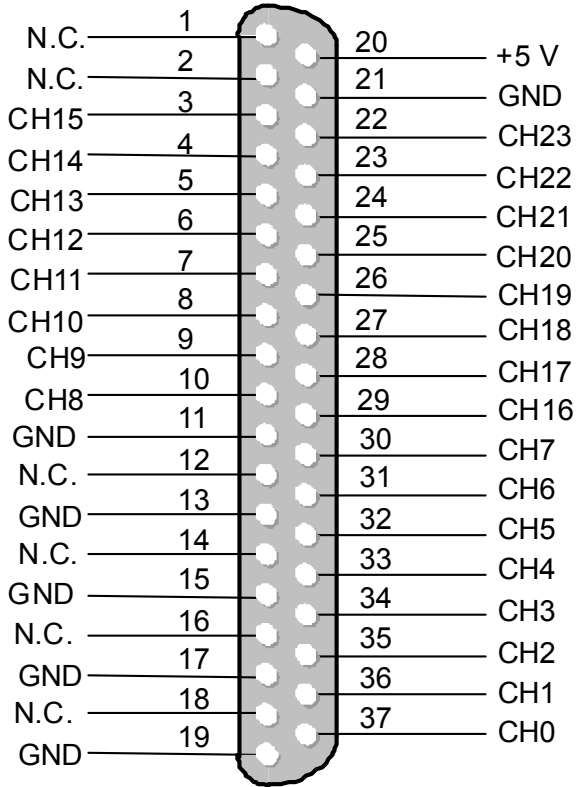 N.C. 1
N.C. 2
CH15 3
CH14 4
CH13 5
CH12 6
CH11 7
CH10 8
CH9 9
CH8 10
GND 11
N.C. 12
GND 13
N.C. 14
GND 15
N.C. 16
GND 17
N.C. 18
GND 19
20 +5 V
21 GND
22 CH23
23 CH22
24 CH21
25 CH20
26 CH19
27 CH18
28 CH17
29 CH16
30 CH7
31 CH6
32 CH5
33 CH4
34 CH3
35 CH2
36 CH1
37 CH0